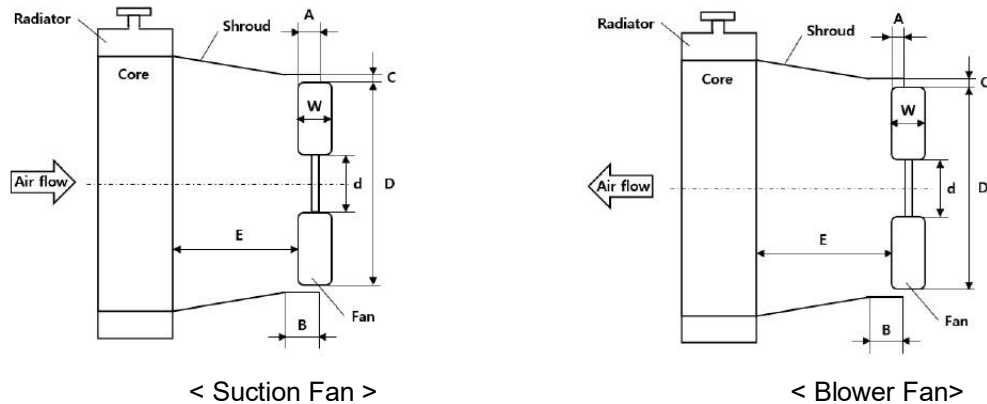 A
Radiator
Shroud
C
Core
W
Air flow
d
D
E
Fan
B
< Suction Fan >
A
Radiator
Shroud
C
Core
W
Air flow
d
D
E
Fan
B
< Blower Fan>